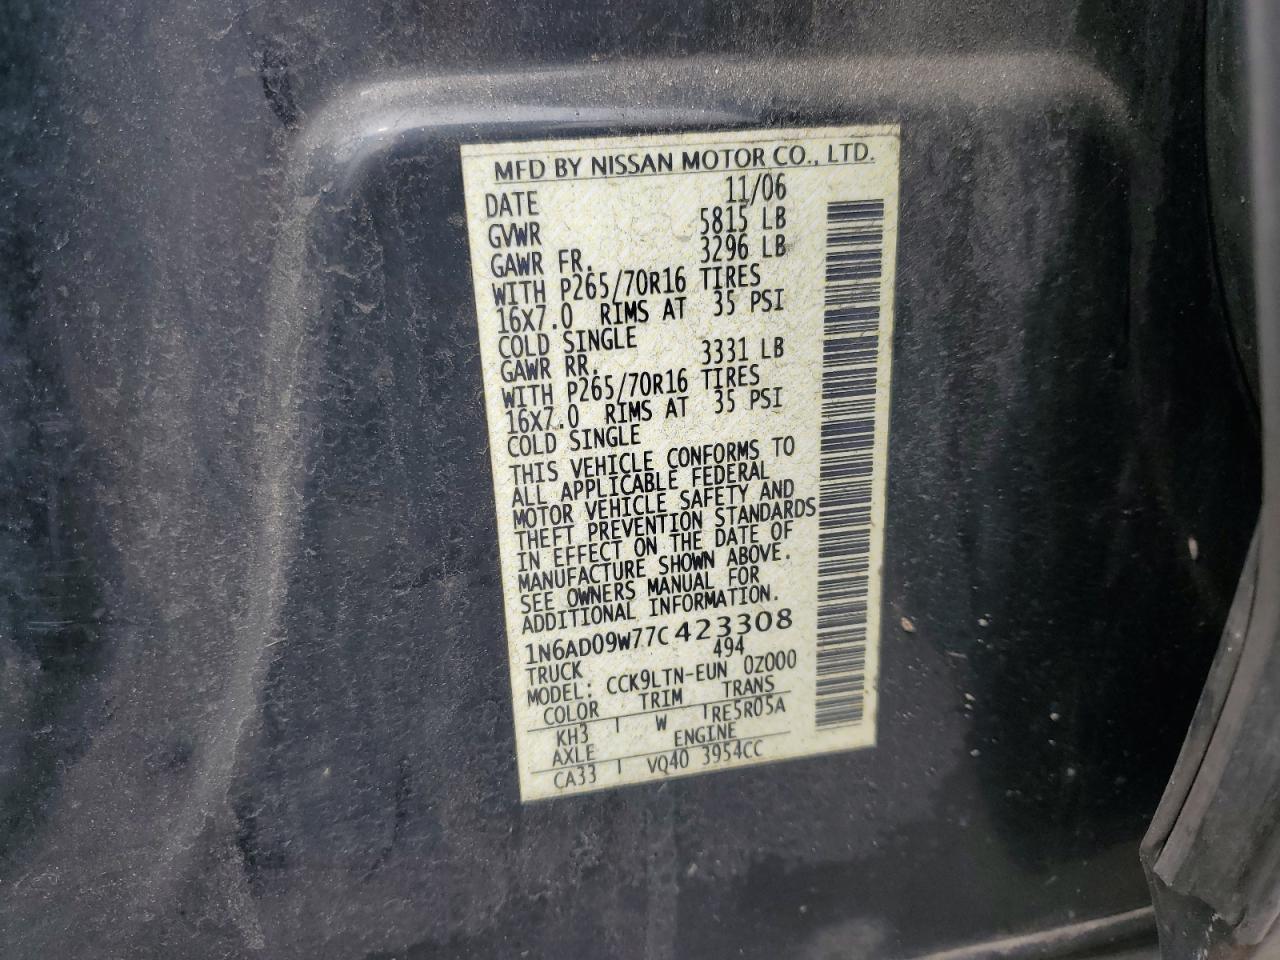 MFD BY NISSAN MOTOR CO., LTD.
DATE 11/06
GVWR 5815 LB
GAWR FR. 3296 LB
WITH P265/70R16 TIRES
16X7.0 RIMS AT 35 PSI
COLD SINGLE
GAWR RR. 3331 LB
WITH P265/70R16 TIRES
16X7.0 RIMS AT 35 PSI
COLD SINGLE
THIS VEHICLE CONFORMS TO
ALL APPLICABLE FEDERAL
MOTOR VEHICLE SAFETY AND
THEFT PREVENTION STANDARDS
IN EFFECT ON THE DATE OF
MANUFACTURE SHOWN ABOVE.
SEE OWNERS MANUAL FOR
ADDITIONAL INFORMATION.
1N6AD09W77C423308
TRUCK 494
MODEL: CCK9LTN-EUN 0Z000
COLOR TRIM TRANS
KH3 W RE5R05A
AXLE ENGINE
CA33 VQ40 3954CC